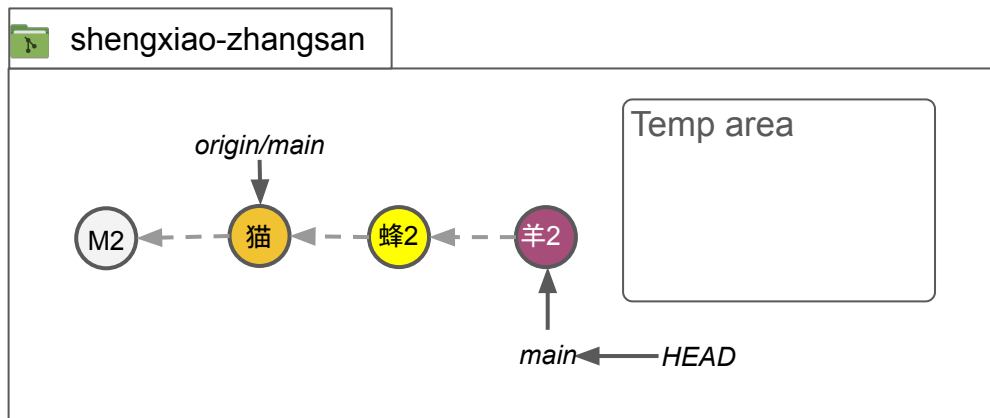 shengxiao-zhangsan
Temp area
origin/main
M2
猫
蜂2
羊2
main
HEAD